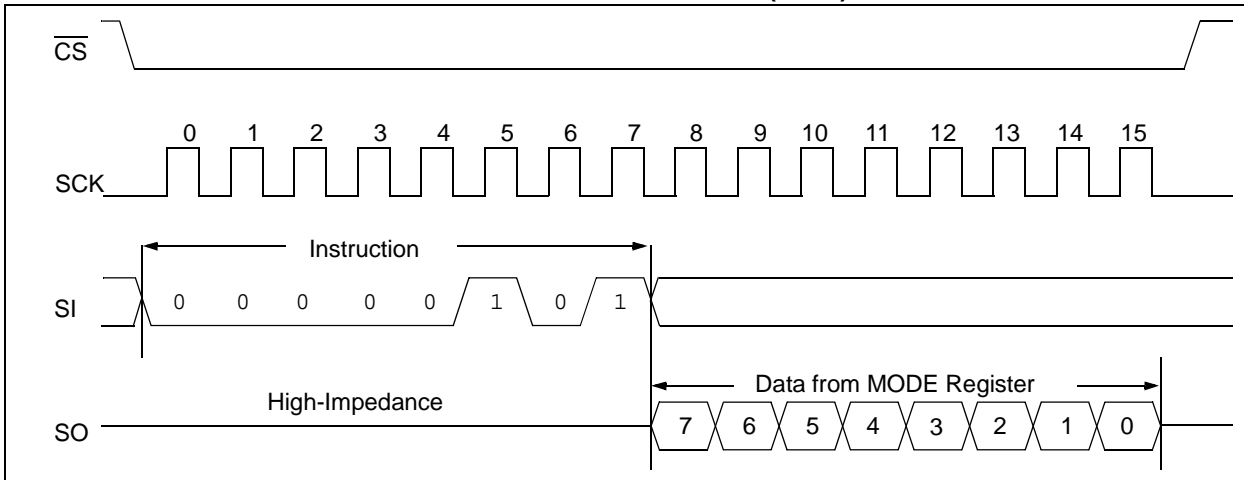 CS
0 1 2 3 4 5 6 7 8 9 10 11 12 13 14 15
SCK
Instruction
SI 0 0 0 0 0 1 0 1
Data from MODE Register
High-Impedance
SO 7 6 5 4 3 2 1 0